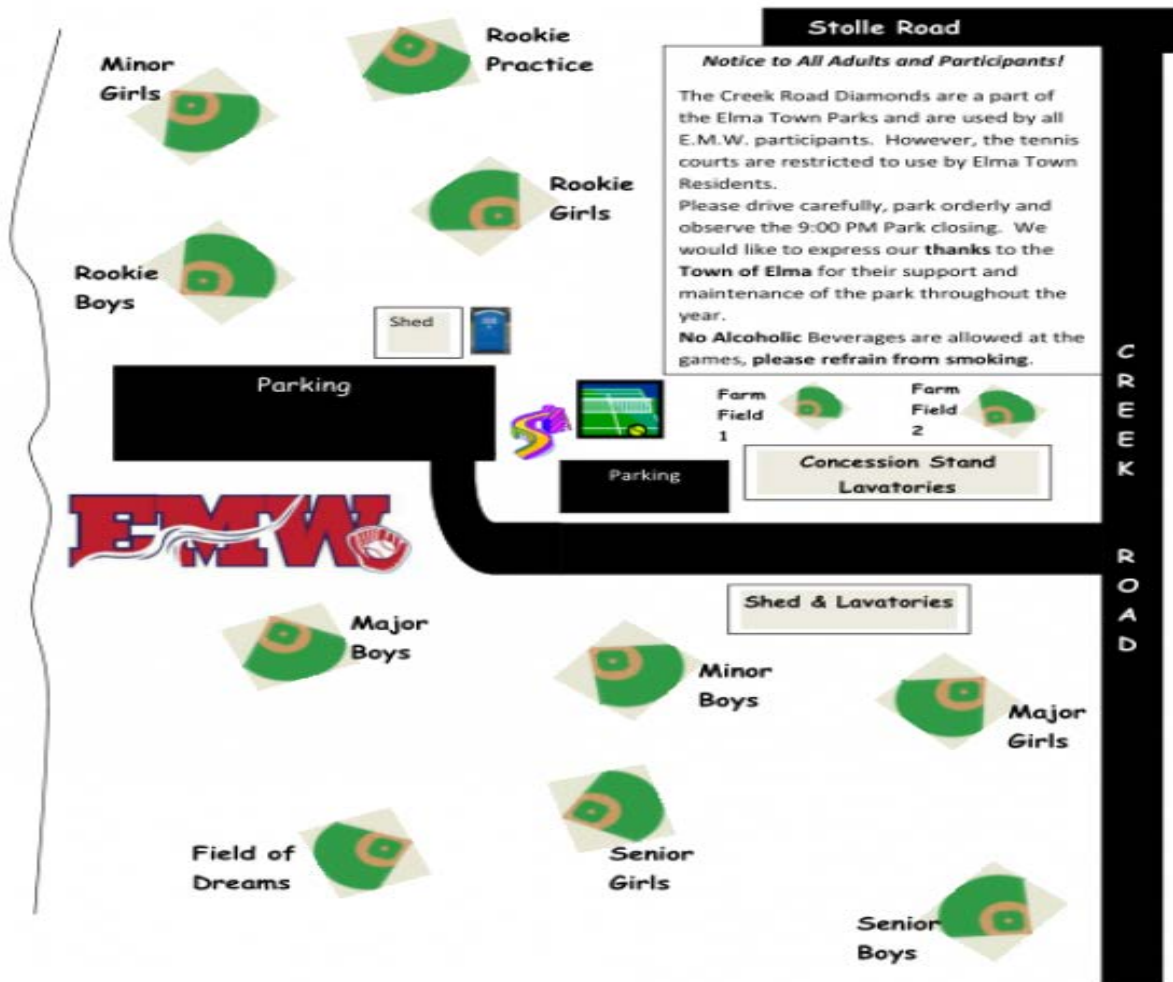 Stolle Road
Rookie
Practice
Minor
Girls
Notice to All Adults and Participants!
The Creek Road Diamonds are a part of
the Elma Town Parks and are used by all
E.M.W. participants. However, the tennis
courts are restricted to use by Elma Town
Residents.
Please drive carefully, park orderly and
observe the 9:00 PM Park closing. We
would like to express our thanks to the
Town of Elma for their support and
maintenance of the park throughout the
year.
No Alcoholic Beverages are allowed at the
games, please refrain from smoking.
Rookie
Girls
Rookie
Boys
Shed
Parking
Farm
Field
1
Farm
Field
2
Parking
Concession Stand
Lavatories
CREEK ROAD
EMW
Shed & Lavatories
Major
Boys
Minor
Boys
Major
Girls
Field of
Dreams
Senior
Girls
Senior
Boys